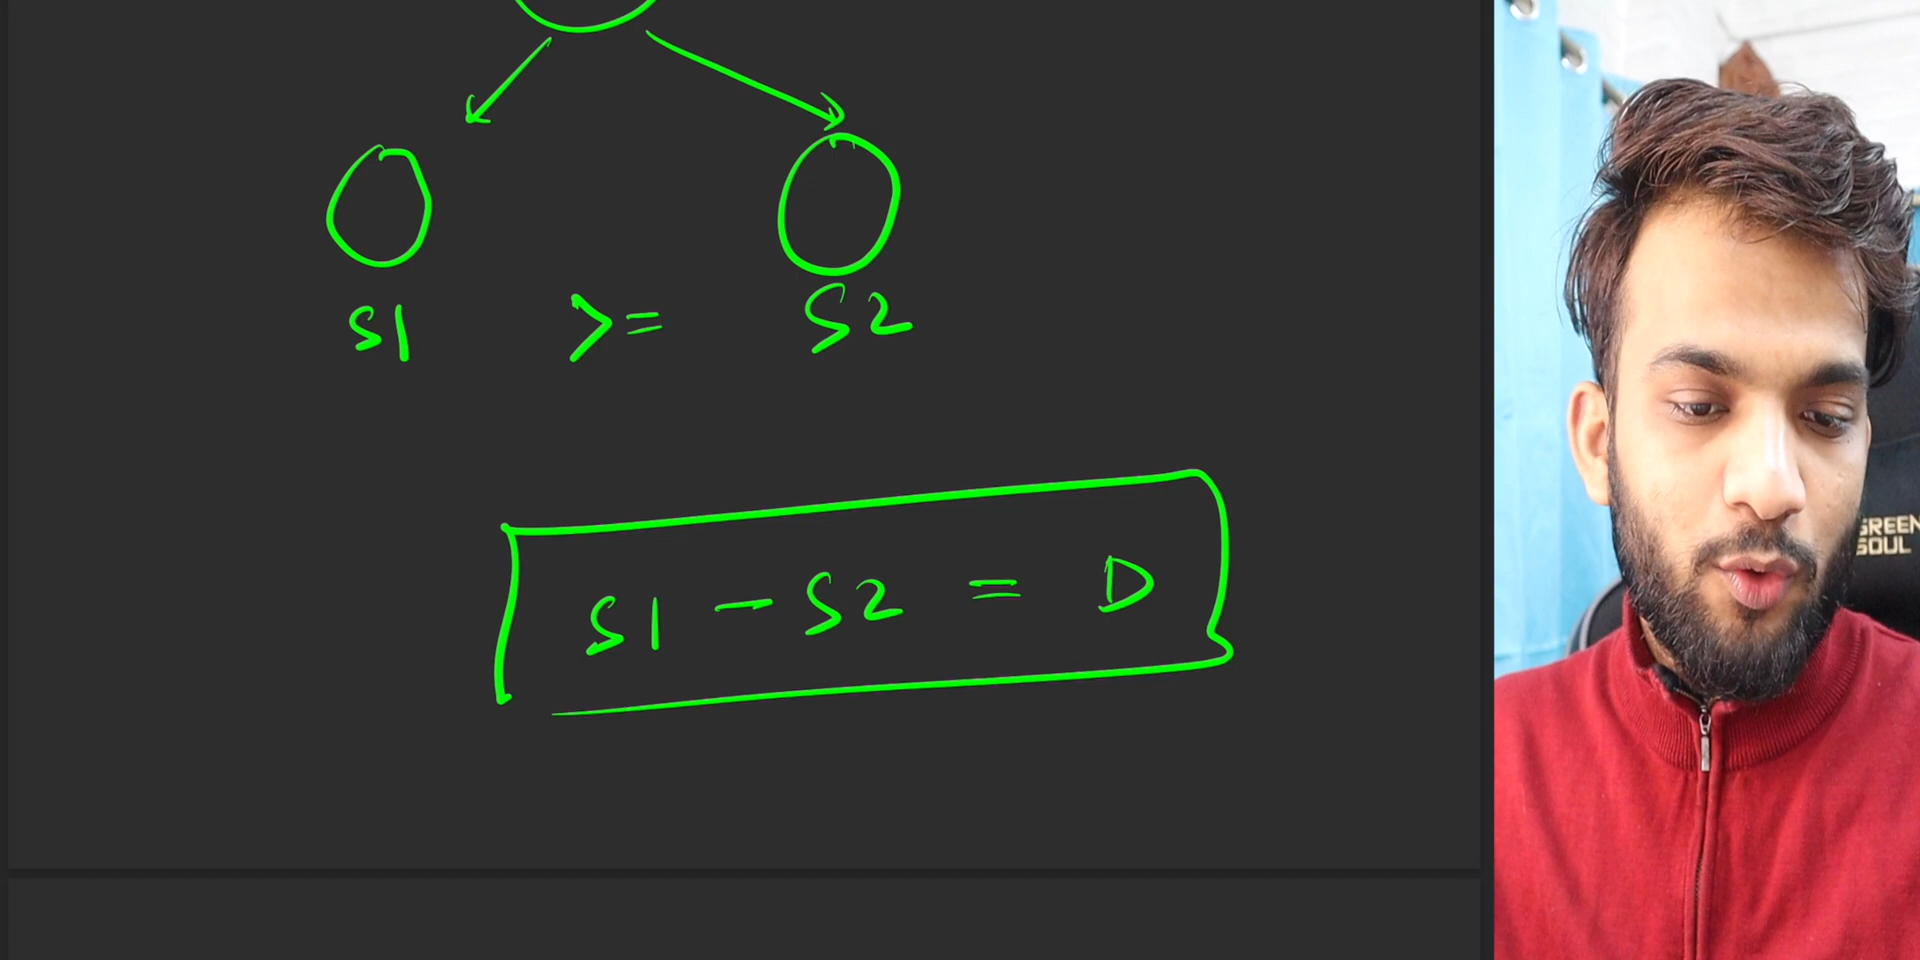 S1 >= S2
S1 - S2 = D
GREEN
SOUL